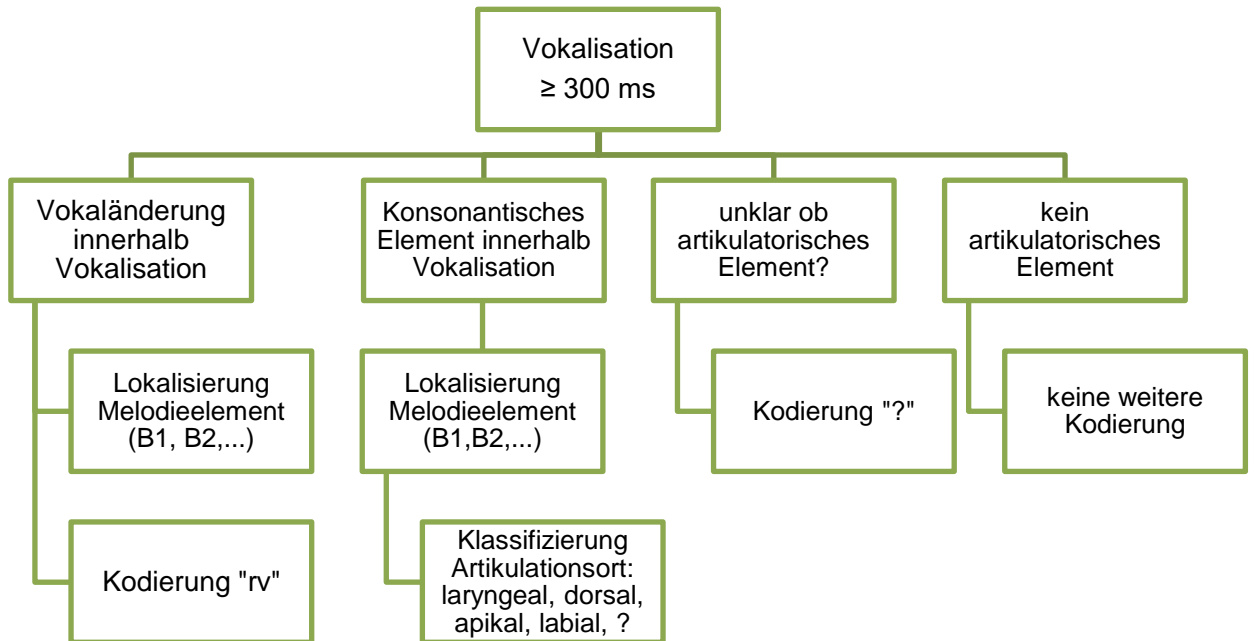 Vokalisation
≥ 300 ms
Vokaländerung
innerhalb
Vokalisation
Konsonantisches
Element innerhalb
Vokalisation
unklar ob
artikulatorisches
Element?
kein
artikulatorisches
Element
Lokalisierung
Melodieelement
(B1, B2,...)
Lokalisierung
Melodieelement
(B1,B2,...)
Kodierung "?"
keine weitere
Kodierung
Kodierung "rv"
Klassifizierung
Artikulationsort:
laryngeal, dorsal,
apikal, labial, ?